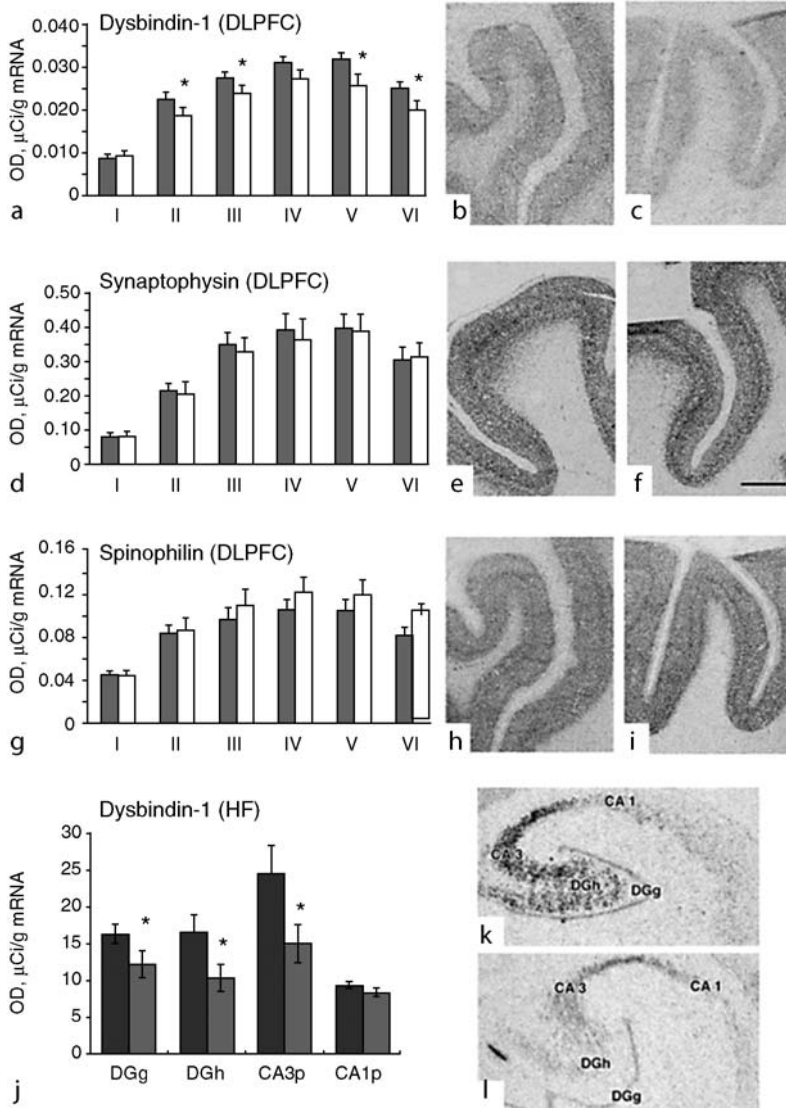 Dysbindin-1 (DLPFC)
OD, μCi/g mRNA
0.040
0.030
0.020
0.010
0
I II III IV V VI
* * * *
a
b
c
Synaptophysin (DLPFC)
OD, μCi/g mRNA
0.50
0.40
0.30
0.20
0.10
0
I II III IV V VI
d
e
f
Spinophilin (DLPFC)
OD, μCi/g mRNA
0.16
0.12
0.08
0.04
0
I II III IV V VI
g
h
i
Dysbindin-1 (HF)
OD, μCi/g mRNA
30
25
20
15
10
5
0
DGg DGh CA3p CA1p
* * *
j
CA 1
CA 3
DGh
DGg
k
CA 3
CA 1
DGh
DGg
l